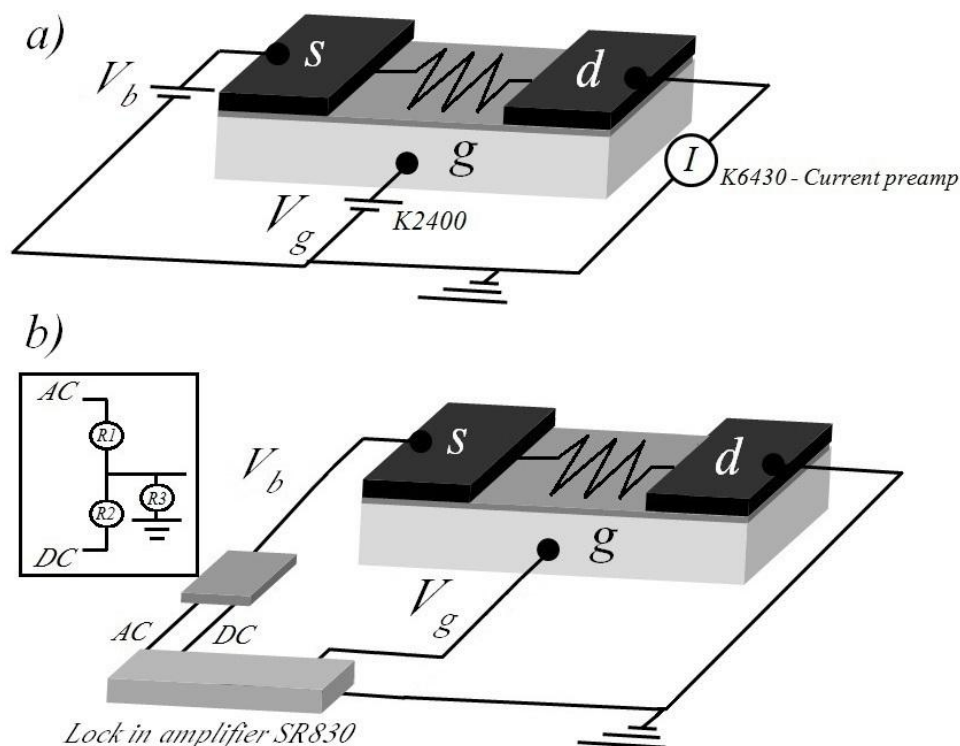 a)
s
d
V b
g
I
K6430 - Current preamp
V g
K2400
b)
AC
R1
R3
R2
DC
V b
s
d
g
V g
AC
DC
Lock in amplifier SR830